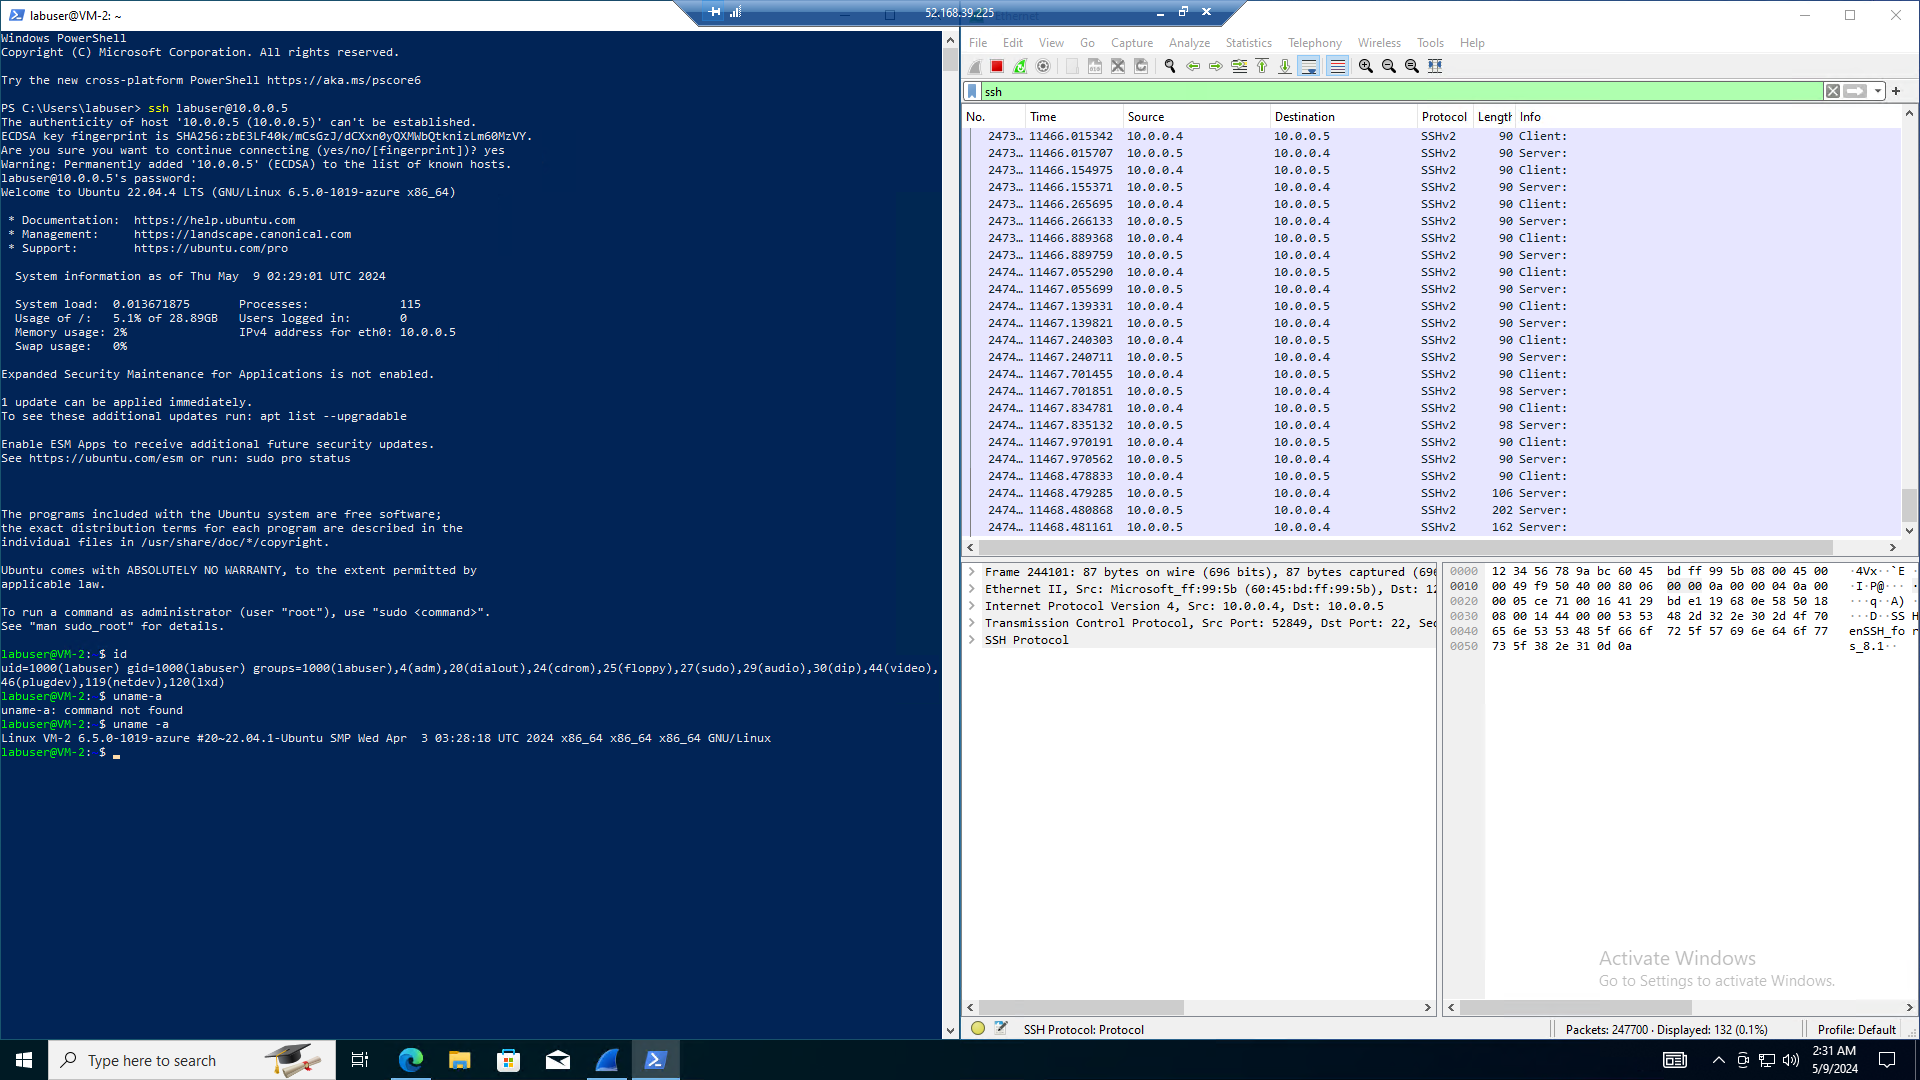 labuser@VM-2: ~
Windows PowerShell
Copyright (C) Microsoft Corporation. All rights reserved.
Try the new cross-platform PowerShell https://aka.ms/pscore6
PS C:\Users\labuser> ssh labuser@10.0.0.5
The authenticity of host '10.0.0.5 (10.0.0.5)' can't be established.
ECDSA key fingerprint is SHA256:zbE3LF40k/mCsGzJ/dCXxn0yQXMWbQtknizLm60MzVY.
Are you sure you want to continue connecting (yes/no/[fingerprint])? yes
Warning: Permanently added '10.0.0.5' (ECDSA) to the list of known hosts.
labuser@10.0.0.5's password:
Welcome to Ubuntu 22.04.4 LTS (GNU/Linux 6.5.0-1019-azure x86_64)
* Documentation:  https://help.ubuntu.com
* Management:     https://landscape.canonical.com
* Support:        https://ubuntu.com/pro
System information as of Thu May  9 02:29:01 UTC 2024
System load:  0.013671875       Processes:             115
Usage of /:   5.1% of 28.89GB   Users logged in:       0
Memory usage: 2%                IPv4 address for eth0: 10.0.0.5
Swap usage:   0%
Expanded Security Maintenance for Applications is not enabled.
1 update can be applied immediately.
To see these additional updates run: apt list --upgradable
Enable ESM Apps to receive additional future security updates.
See https://ubuntu.com/esm or run: sudo pro status
The programs included with the Ubuntu system are free software;
the exact distribution terms for each program are described in the
individual files in /usr/share/doc/*/copyright.
Ubuntu comes with ABSOLUTELY NO WARRANTY, to the extent permitted by
applicable law.
To run a command as administrator (user "root"), use "sudo <command>".
See "man sudo_root" for details.
labuser@VM-2: $ id
uid=1000(labuser) gid=1000(labuser) groups=1000(labuser),4(adm),20(dialout),24(cdrom),25(floppy),27(sudo),29(audio),30(dip),44(video),
46(plugdev),119(netdev),120(lxd)
labuser@VM-2: $ uname-a
uname-a: command not found
labuser@VM-2: $ uname -a
Linux VM-2 6.5.0-1019-azure #20~22.04.1-Ubuntu SMP Wed Apr  3 03:28:18 UTC 2024 x86_64 x86_64 x86_64 GNU/Linux
labuser@VM-2: $
52.168.39.225
File Edit View Go Capture Analyze Statistics Telephony Wireless Tools Help
ssh
No. Time Source Destination Protocol Length Info
2473… 11466.015342 10.0.0.4 10.0.0.5 SSHv2 90 Client:
2473… 11466.015707 10.0.0.5 10.0.0.4 SSHv2 90 Server:
2473… 11466.154975 10.0.0.4 10.0.0.5 SSHv2 90 Client:
2473… 11466.155371 10.0.0.5 10.0.0.4 SSHv2 90 Server:
2473… 11466.265695 10.0.0.4 10.0.0.5 SSHv2 90 Client:
2473… 11466.266133 10.0.0.5 10.0.0.4 SSHv2 90 Server:
2473… 11466.889368 10.0.0.4 10.0.0.5 SSHv2 90 Client:
2473… 11466.889759 10.0.0.5 10.0.0.4 SSHv2 90 Server:
2474… 11467.055290 10.0.0.4 10.0.0.5 SSHv2 90 Client:
2474… 11467.055699 10.0.0.5 10.0.0.4 SSHv2 90 Server:
2474… 11467.139331 10.0.0.4 10.0.0.5 SSHv2 90 Client:
2474… 11467.139821 10.0.0.5 10.0.0.4 SSHv2 90 Server:
2474… 11467.240303 10.0.0.4 10.0.0.5 SSHv2 90 Client:
2474… 11467.240711 10.0.0.5 10.0.0.4 SSHv2 90 Server:
2474… 11467.701455 10.0.0.4 10.0.0.5 SSHv2 90 Client:
2474… 11467.701851 10.0.0.5 10.0.0.4 SSHv2 98 Server:
2474… 11467.834781 10.0.0.4 10.0.0.5 SSHv2 90 Client:
2474… 11467.835132 10.0.0.5 10.0.0.4 SSHv2 98 Server:
2474… 11467.970191 10.0.0.4 10.0.0.5 SSHv2 90 Client:
2474… 11467.970562 10.0.0.5 10.0.0.4 SSHv2 90 Server:
2474… 11468.478833 10.0.0.4 10.0.0.5 SSHv2 90 Client:
2474… 11468.479285 10.0.0.5 10.0.0.4 SSHv2 106 Server:
2474… 11468.480868 10.0.0.5 10.0.0.4 SSHv2 202 Server:
2474… 11468.481161 10.0.0.5 10.0.0.4 SSHv2 162 Server:
Frame 244101: 87 bytes on wire (696 bits), 87 bytes captured (696
Ethernet II, Src: Microsoft_ff:99:5b (60:45:bd:ff:99:5b), Dst: 12
Internet Protocol Version 4, Src: 10.0.0.4, Dst: 10.0.0.5
Transmission Control Protocol, Src Port: 52849, Dst Port: 22, Sec
SSH Protocol
0000 12 34 56 78 9a bc 60 45 bd ff 99 5b 08 00 45 00 ·4Vx··`E ·
0010 00 49 f9 50 40 00 80 06 00 00 0a 00 00 04 0a 00 ·I·P@··· ·
0020 00 05 ce 71 00 16 41 29 bd e1 19 68 0e 58 50 18 ···q··A) ·
0030 08 00 14 44 00 00 53 53 48 2d 32 2e 30 2d 4f 70 ···D··SS H
0040 65 6e 53 53 48 5f 66 6f 72 5f 57 69 6e 64 6f 77 enSSH_fo r
0050 73 5f 38 2e 31 0d 0a s_8.1··
Activate Windows
Go to Settings to activate Windows.
SSH Protocol: Protocol
Packets: 247700 · Displayed: 132 (0.1%)
Profile: Default
Type here to search
2:31 AM
5/9/2024